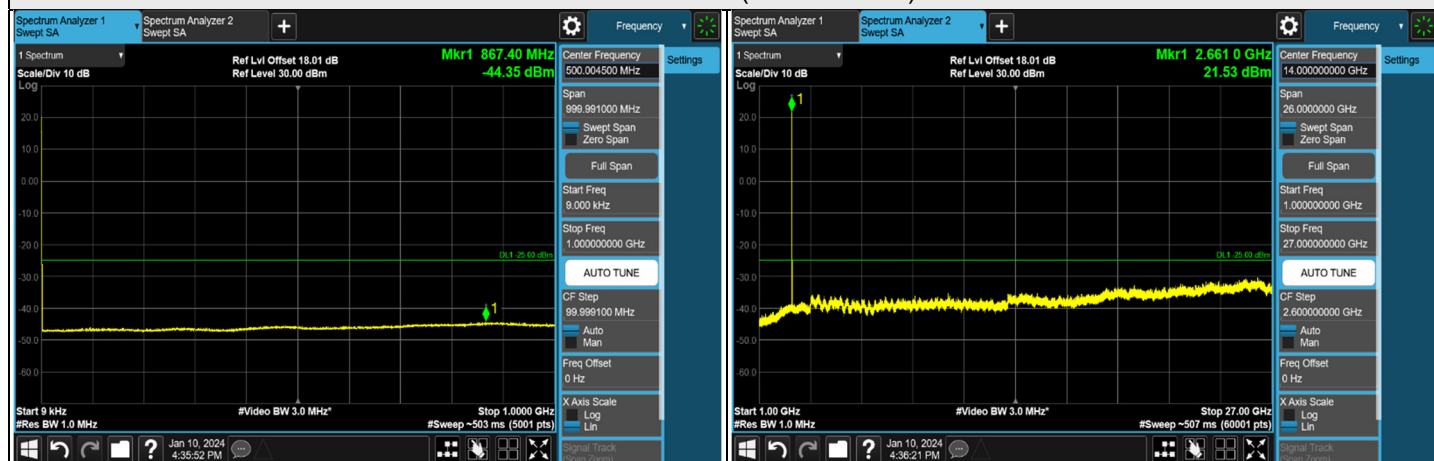 Spectrum Analyzer 1
Swept SA
Spectrum Analyzer 2
Swept SA
+
Frequency
1 Spectrum
Scale/Div 10 dB
Log
Ref Lvl Offset 18.01 dB
Ref Level 30.00 dBm
Mkr1 867.40 MHz
-44.35 dBm
20.0
10.0
0.00
-10.0
-20.0
-30.0
-40.0
-50.0
-60.0
DL1 -25.00 dBm
1
Start 9 kHz
#Res BW 1.0 MHz
#Video BW 3.0 MHz*
Stop 1.0000 GHz
#Sweep ~503 ms (5001 pts)
Center Frequency
500.004500 MHz
Settings
Span
999.991000 MHz
Swept Span
Zero Span
Full Span
Start Freq
9.000 kHz
Stop Freq
1.000000000 GHz
AUTO TUNE
CF Step
99.999100 MHz
Auto
Man
Freq Offset
0 Hz
X Axis Scale
Log
Lin
Signal Track
(Span Zoom)
?
Jan 10, 2024
4:35:52 PM
Spectrum Analyzer 1
Swept SA
Spectrum Analyzer 2
Swept SA
+
Frequency
1 Spectrum
Scale/Div 10 dB
Log
Ref Lvl Offset 18.01 dB
Ref Level 30.00 dBm
Mkr1 2.661 0 GHz
21.53 dBm
20.0
10.0
0.00
-10.0
-20.0
-30.0
-40.0
-50.0
-60.0
DL1 -25.00 dBm
1
Start 1.00 GHz
#Res BW 1.0 MHz
#Video BW 3.0 MHz*
Stop 27.00 GHz
#Sweep ~507 ms (60001 pts)
Center Frequency
14.000000000 GHz
Settings
Span
26.0000000 GHz
Swept Span
Zero Span
Full Span
Start Freq
1.000000000 GHz
Stop Freq
27.000000000 GHz
AUTO TUNE
CF Step
2.600000000 GHz
Auto
Man
Freq Offset
0 Hz
X Axis Scale
Log
Lin
Signal Track
(Span Zoom)
?
Jan 10, 2024
4:36:21 PM